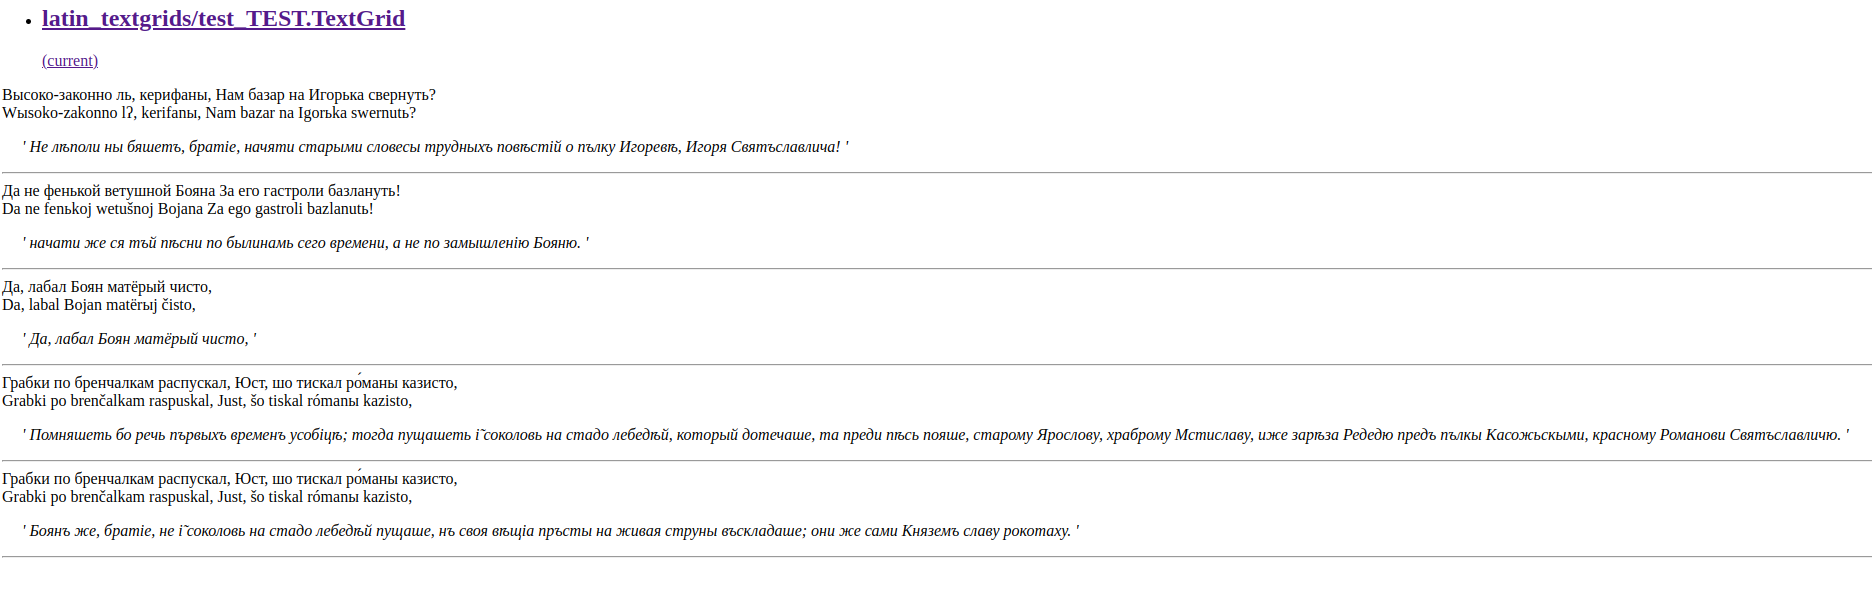 latin_textgrids/test_TEST.TextGrid
(current)
Высоко-законно ль, керифаны, Нам базар на Игорька свернуть?
Wыsoko-zakonno lʔ, kerifanы, Nam bazar na Igorьka swernutь?
' Не лѣполи ны бяшетъ, братіе, начяти старыми словесы трудныхъ повѣстій о пълку Игоревѣ, Игоря Святъславлича! '
Да не фенькой ветушной Бояна За его гастроли базлануть!
Da ne fenьkoj wetušnoj Bojana Za ego gastroli bazlanutь!
' начати же ся тъй пѣсни по былинамь сего времени, а не по замышленію Бояню. '
Да, лабал Боян матёрый чисто,
Da, labal Bojan matërыj čisto,
' Да, лабал Боян матёрый чисто, '
Грабки по бренчалкам распускал, Юст, шо тискал ро́маны казисто,
Grabki po brenčalkam raspuskal, Just, šo tiskal rómanы kazisto,
' Помняшеть бо речь първыхъ временъ усобіцѣ; тогда пущашеть і̃ соколовь на стадо лебедѣй, который дотечаше, та преди пѣсь пояше, старому Ярослову, храброму Мстиславу, иже зарѣза Редедю предъ пълкы Касожьскыми, красному Романови Святъславличю. '
Грабки по бренчалкам распускал, Юст, шо тискал ро́маны казисто,
Grabki po brenčalkam raspuskal, Just, šo tiskal rómanы kazisto,
' Боянъ же, братіе, не і̃ соколовь на стадо лебедѣй пущаше, нъ своя вѣщіа пръсты на живая струны въскладаше; они же сами Княземъ славу рокотаху. '